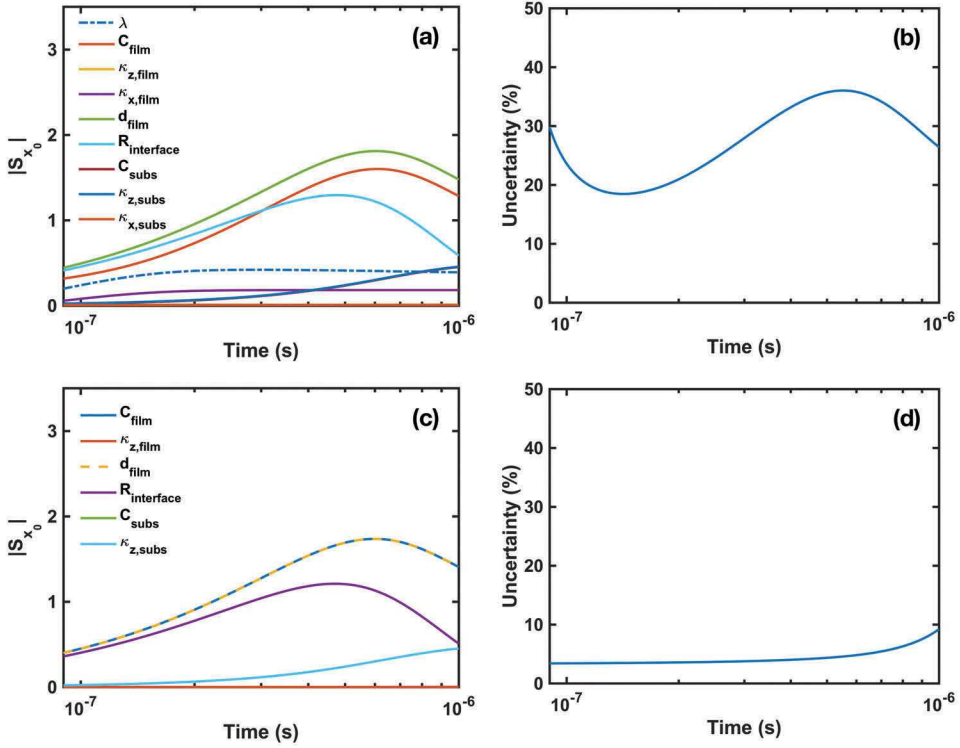 (a)
λ
C_film
κ_z,film
κ_x,film
d_film
R_interface
C_subs
κ_z,subs
κ_x,subs
|S_x_0|
3
2
1
0
10^-7
10^-6
Time (s)
(b)
Uncertainty (%)
50
40
30
20
10
0
10^-7
10^-6
Time (s)
(c)
C_film
κ_z,film
d_film
R_interface
C_subs
κ_z,subs
|S_x_0|
3
2
1
0
10^-7
10^-6
Time (s)
(d)
Uncertainty (%)
50
40
30
20
10
0
10^-7
10^-6
Time (s)